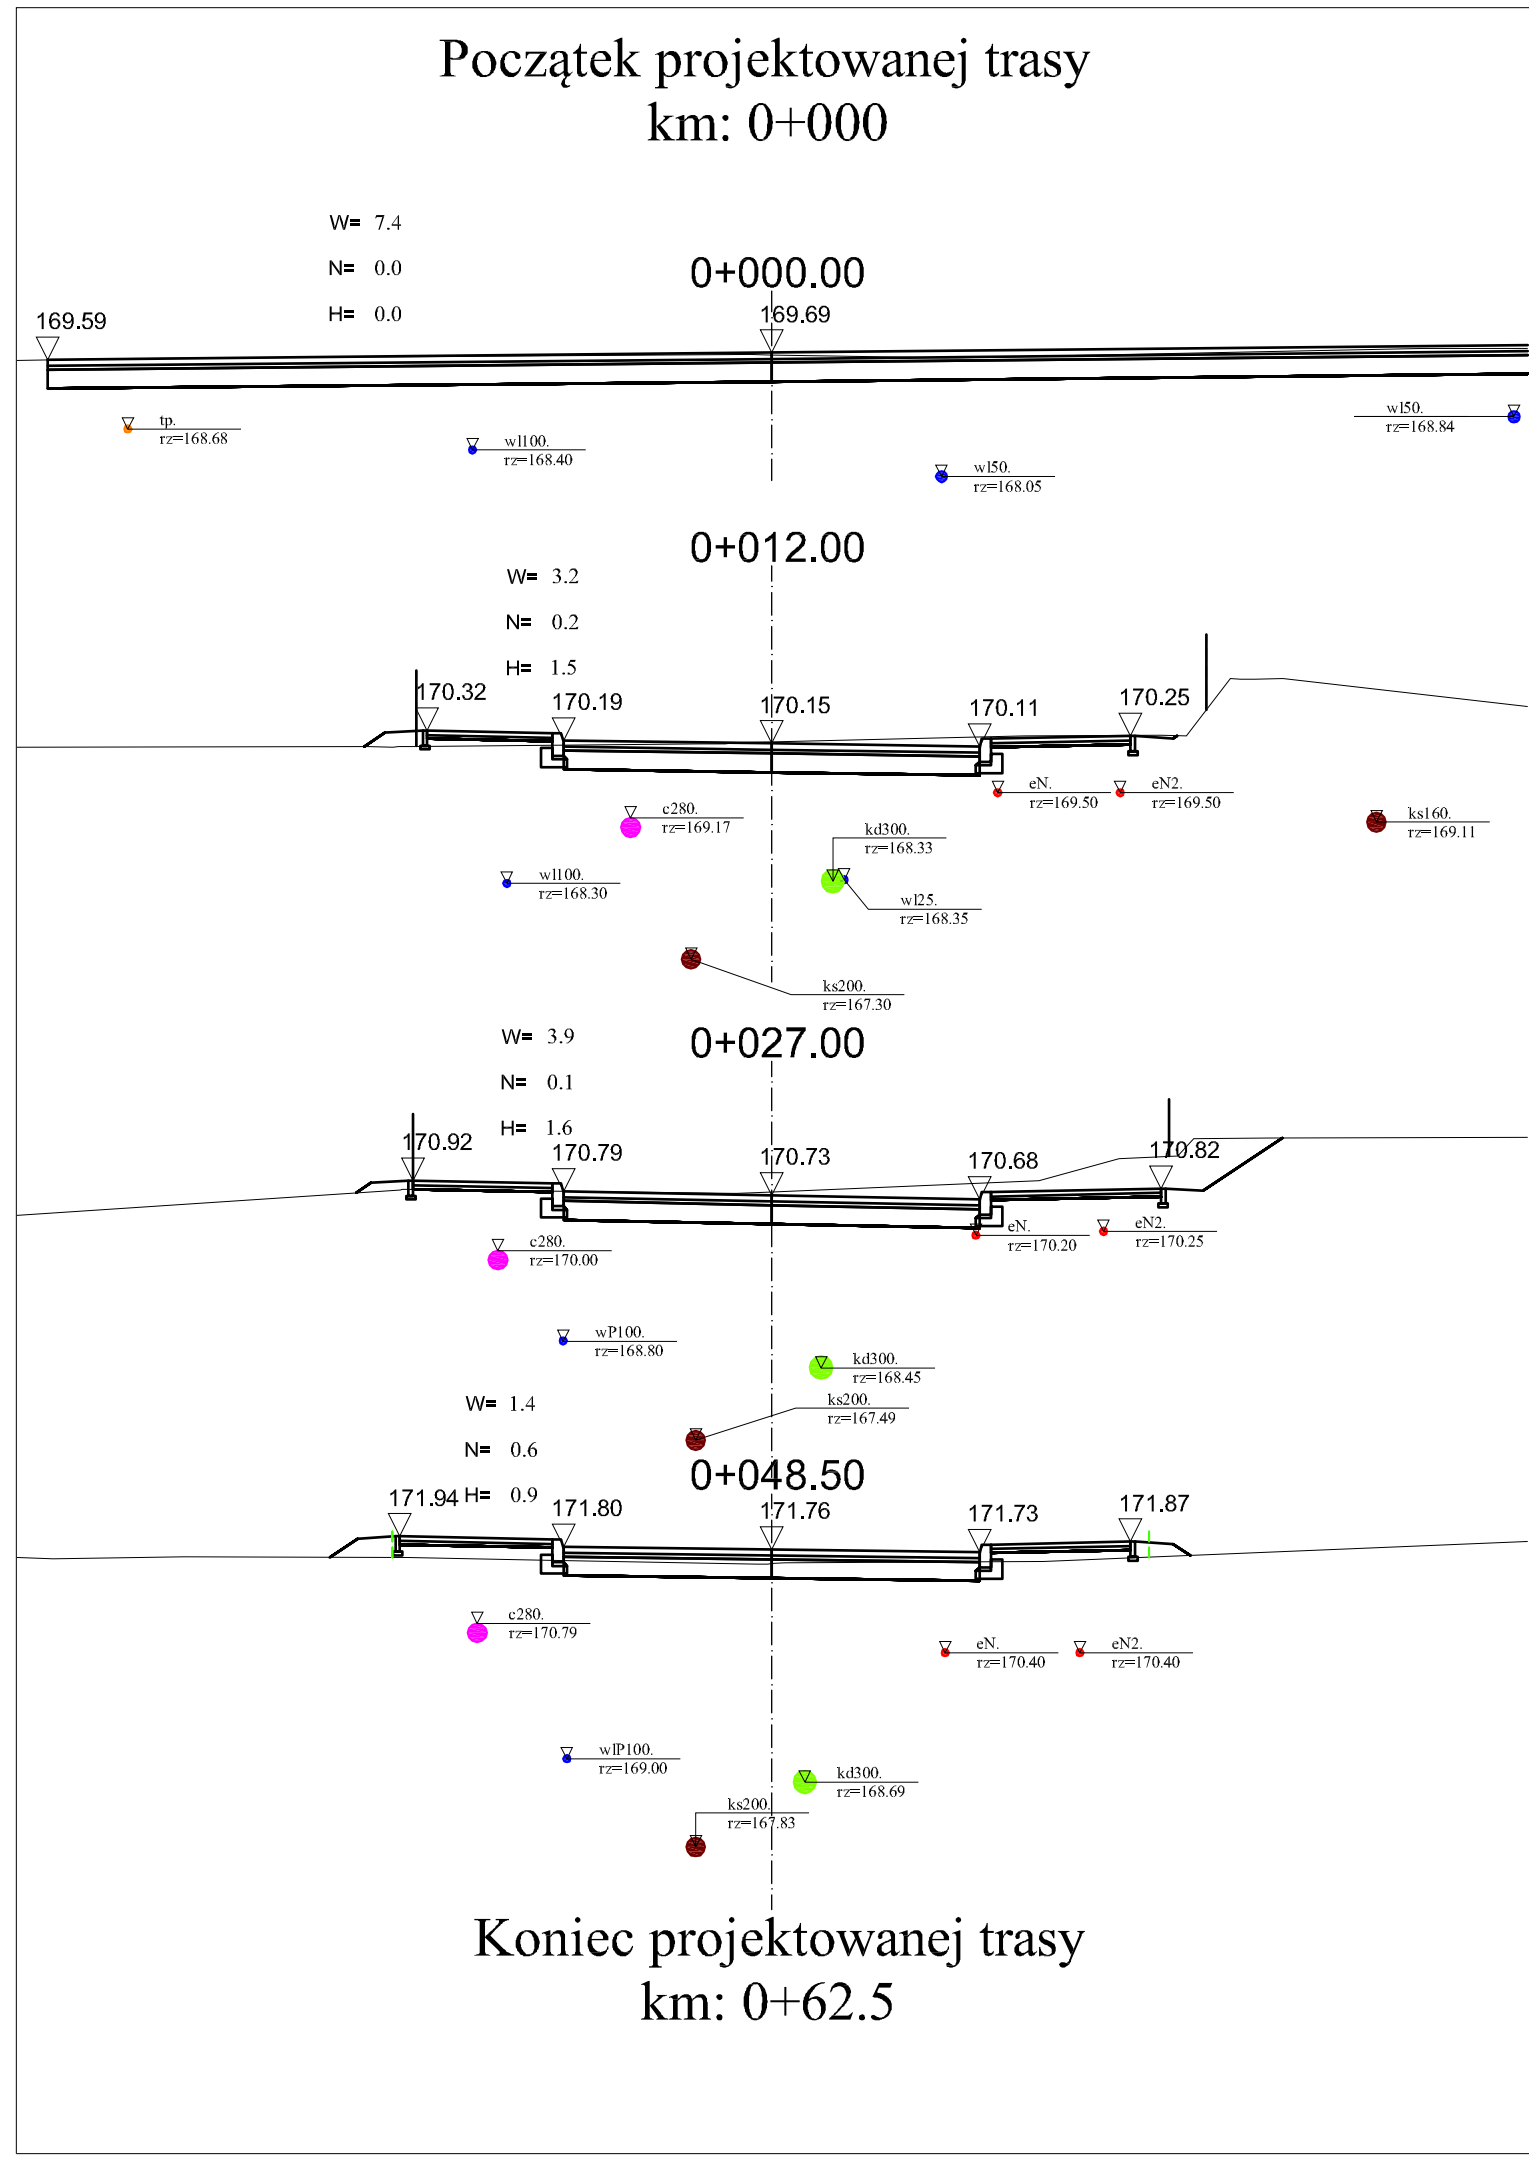 Początek projektowanej trasy
km: 0+000
W= 7.4
N= 0.0
H= 0.0
0+000.00
169.59
169.69
tp.
rz=168.68
wl100.
rz=168.40
wl50.
rz=168.05
wl50.
rz=168.84
0+012.00
W= 3.2
N= 0.2
H= 1.5
170.32
170.19
170.15
170.11
170.25
eN.
rz=169.50
eN2.
rz=169.50
c280.
rz=169.17
kd300.
rz=168.33
ks160.
rz=169.11
wl100.
rz=168.30
wl25.
rz=168.35
ks200.
rz=167.30
0+027.00
W= 3.9
N= 0.1
H= 1.6
170.92
170.79
170.73
170.68
170.82
eN.
rz=170.20
eN2.
rz=170.25
c280.
rz=170.00
wP100.
rz=168.80
kd300.
rz=168.45
ks200.
rz=167.49
0+048.50
W= 1.4
N= 0.6
H= 0.9
171.94
171.80
171.76
171.73
171.87
c280.
rz=170.79
eN.
rz=170.40
eN2.
rz=170.40
wlP100.
rz=169.00
kd300.
rz=168.69
ks200.
rz=167.83
Koniec projektowanej trasy
km: 0+62.5